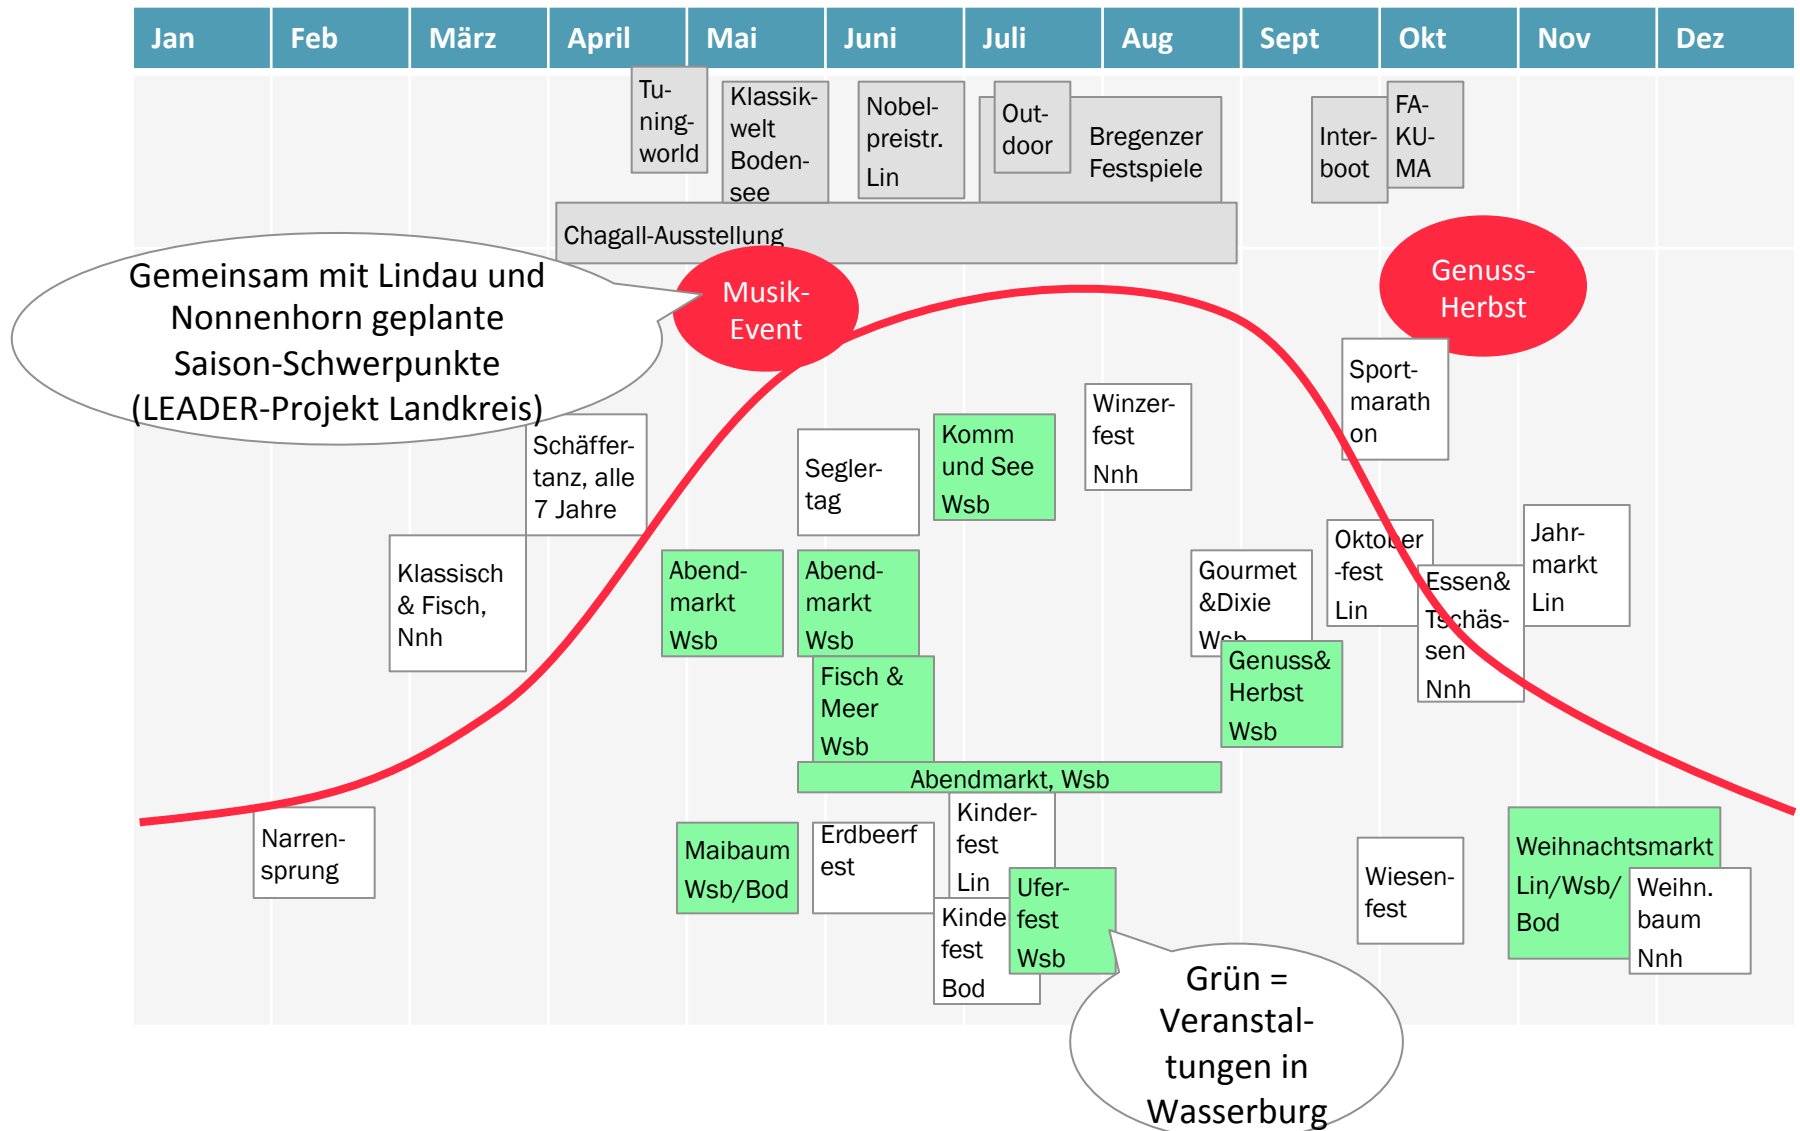 Jan Feb März April Mai Juni Juli Aug Sept Okt Nov Dez
Tu-
ning-
world
Klassik-
welt
Boden-
see
Nobel-
preistr.
Lin
Out-
door
Bregenzer
Festspiele
Inter-
boot
FA-
KU-
MA
Chagall-Ausstellung
Gemeinsam mit Lindau und
Nonnenhorn geplante
Saison-Schwerpunkte
(LEADER-Projekt Landkreis)
Musik-
Event
Genuss-
Herbst
Sport-
marath
on
Winzer-
fest
Nnh
Schäffer-
tanz, alle
7 Jahre
Segler-
tag
Komm
und See
Wsb
Klassisch
& Fisch,
Nnh
Abend-
markt
Wsb
Abend-
markt
Wsb
Gourmet
&Dixie
Wsb
Oktober
-fest
Lin
Essen&
Tschäs-
sen
Nnh
Jahr-
markt
Lin
Fisch &
Meer
Wsb
Genuss&
Herbst
Wsb
Abendmarkt, Wsb
Narren-
sprung
Maibaum
Wsb/Bod
Erdbeerf
est
Kinder-
fest
Lin
Kinde
fest
Bod
Ufer-
fest
Wsb
Wiesen-
fest
Weihnachtsmarkt
Lin/Wsb/
Bod
Weihn.
baum
Nnh
Grün =
Veranstal-
tungen in
Wasserburg